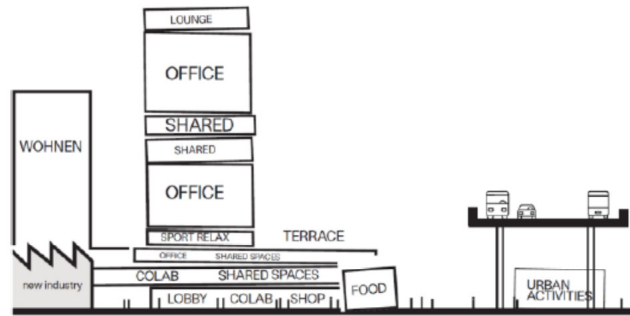 LOUNGE
OFFICE
SHARED
SHARED
WOHNEN
OFFICE
SPORT RELAX
TERRACE
OFFICE SHARED SPACES
COLAB SHARED SPACES
new industry
LOBBY COLAB SHOP
FOOD
URBAN
ACTIVITIES